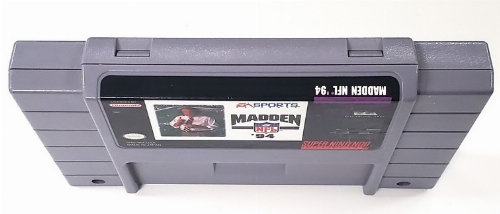 MADDEN NFL '94
EA SPORTS
MADDEN
NFL
'94
SUPER NINTENDO